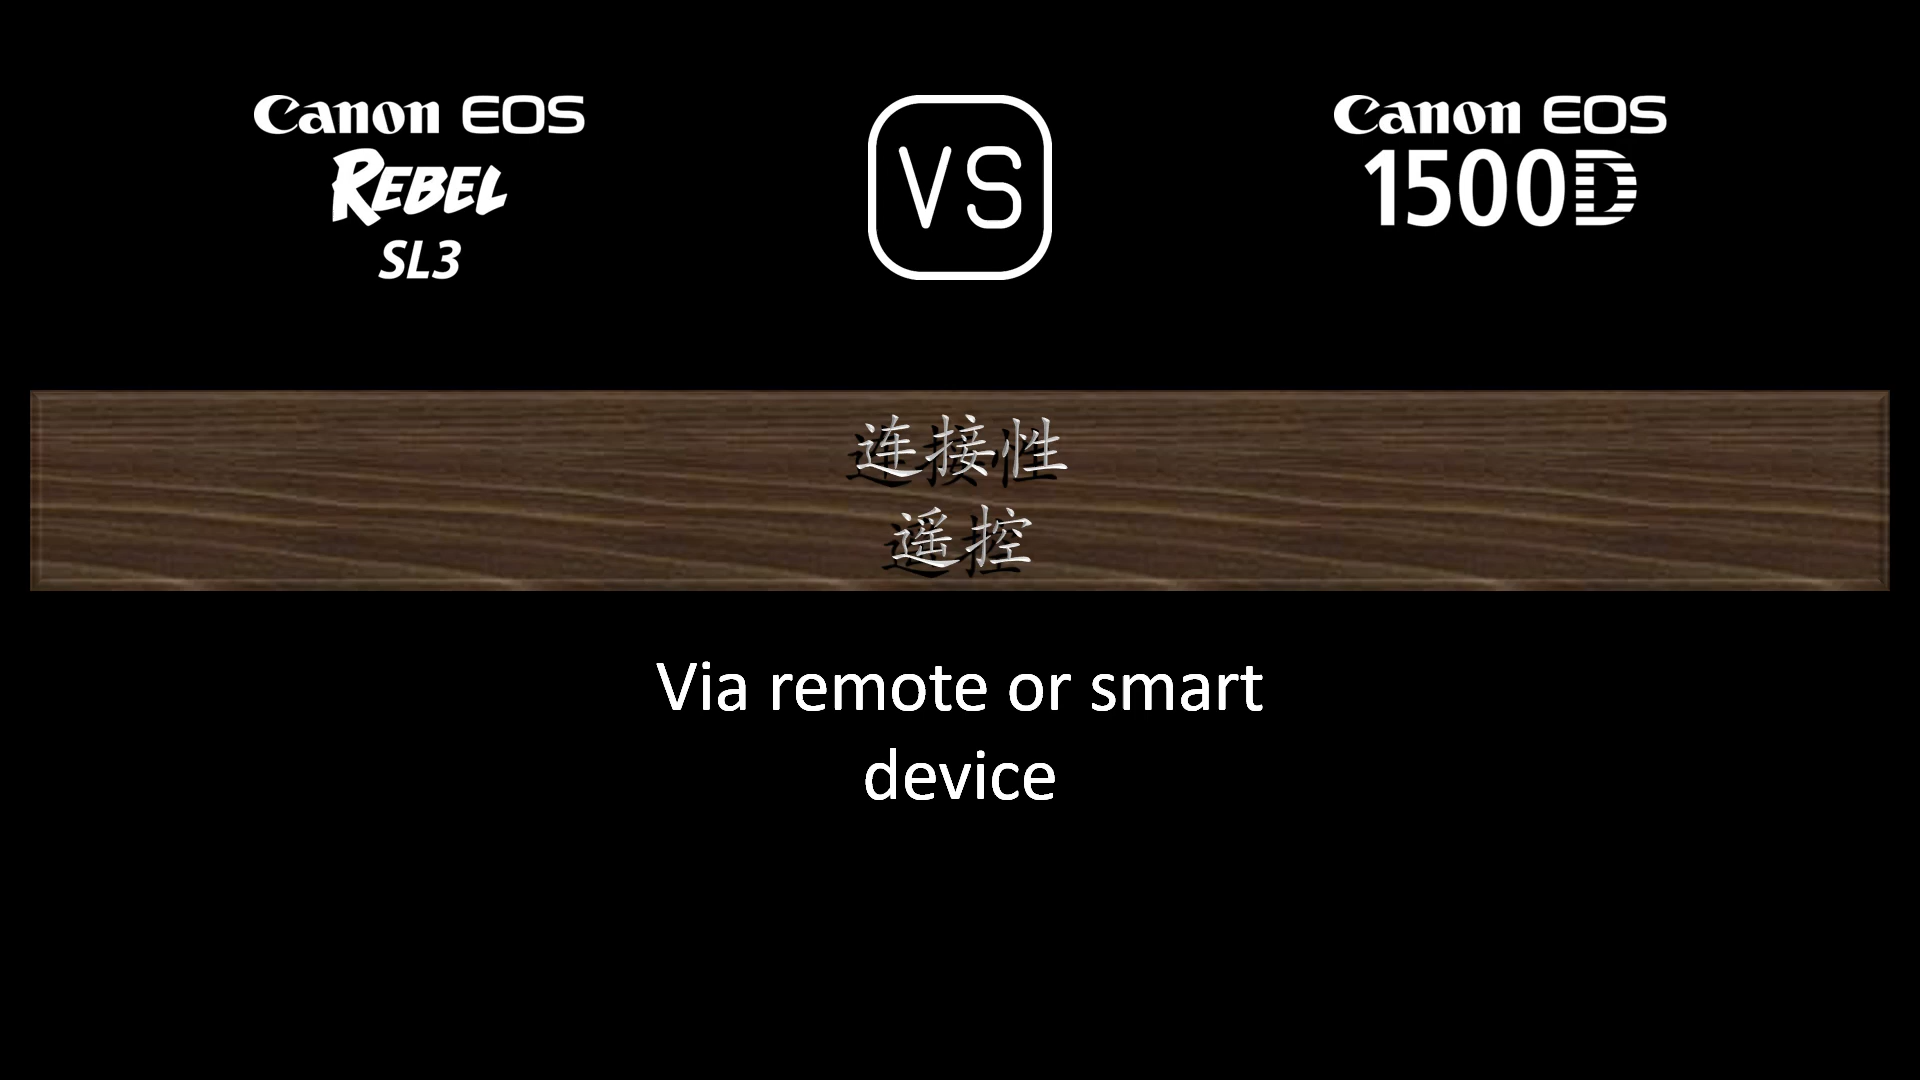 Canon EOS
REBEL
SL3
VS
Canon EOS
1500D
连接性
遥控
Via remote or smart
device